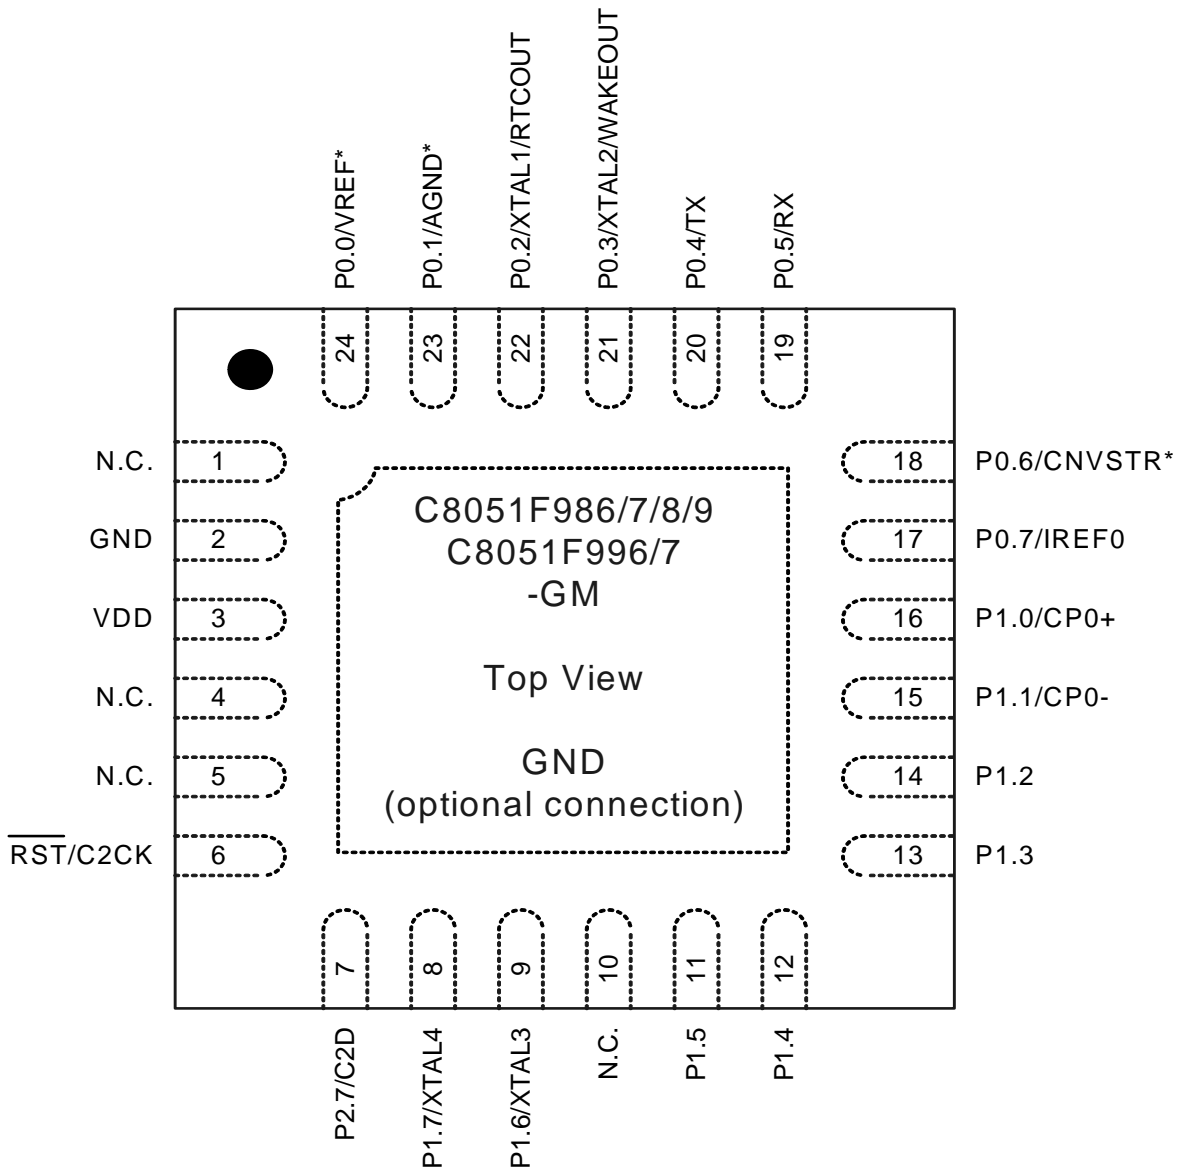 P0.0/VREF*
P0.1/AGND*
P0.2/XTAL1/RTCOUT
P0.3/XTAL2/WAKEOUT
P0.4/TX
P0.5/RX
24
23
22
21
20
19
N.C.
1
GND
2
VDD
3
N.C.
4
N.C.
5
RST/C2CK
6
C8051F986/7/8/9
C8051F996/7
-GM
Top View
GND
(optional connection)
18
P0.6/CNVSTR*
17
P0.7/IREF0
16
P1.0/CP0+
15
P1.1/CP0-
14
P1.2
13
P1.3
7
8
9
10
11
12
P2.7/C2D
P1.7/XTAL4
P1.6/XTAL3
N.C.
P1.5
P1.4